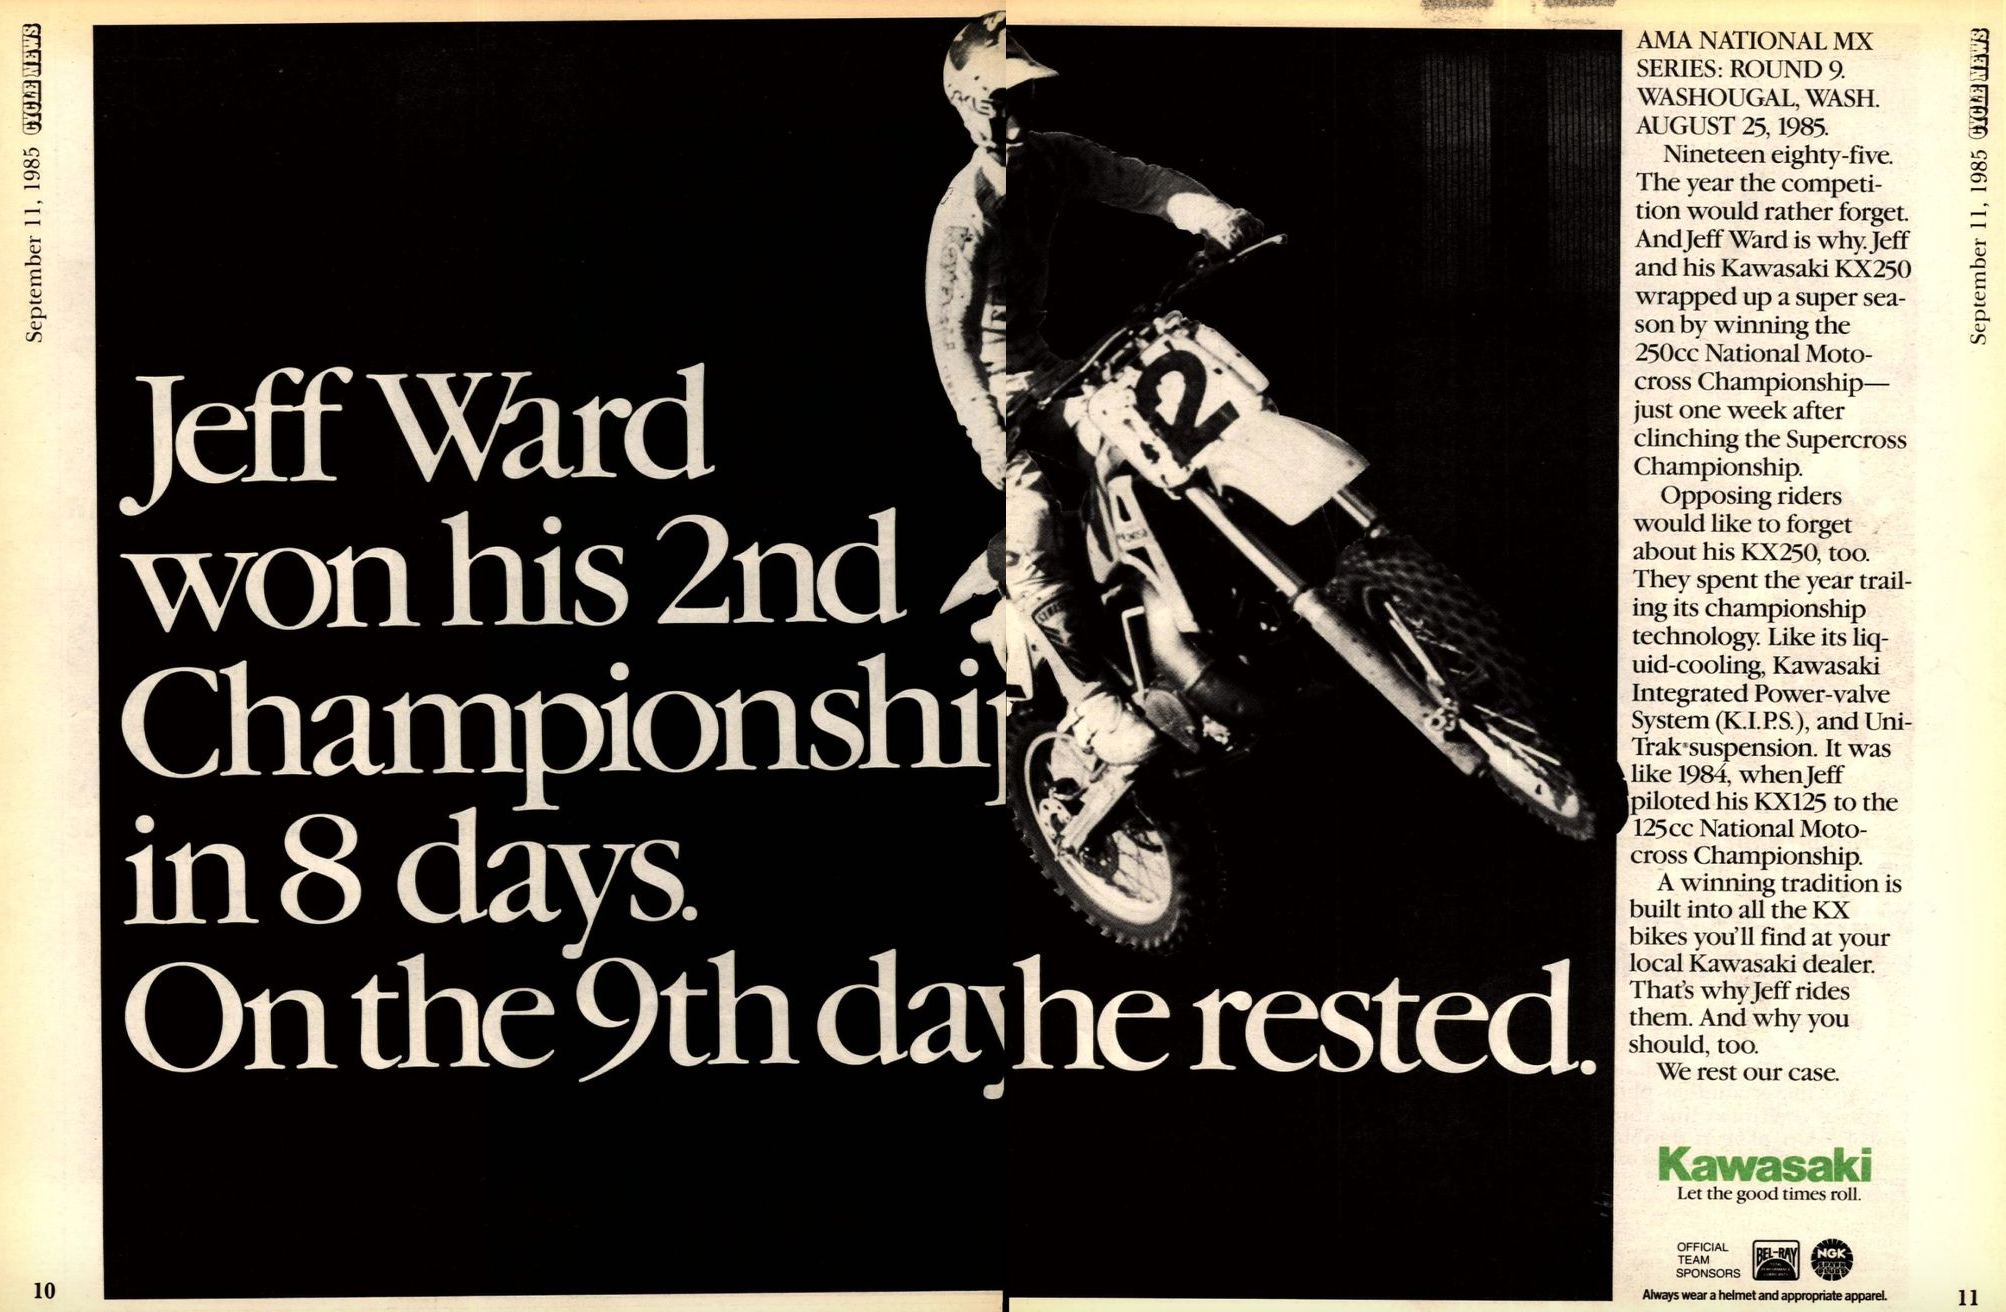 September 11, 1985 CYCLE NEWS
Jeff Ward
won his 2nd
Championship
in 8 days.
On the 9th day he rested.
10
2
AMA NATIONAL MX
SERIES: ROUND 9.
WASHOUGAL, WASH.
AUGUST 25, 1985.
Nineteen eighty-five.
The year the competi-
tion would rather forget.
And Jeff Ward is why. Jeff
and his Kawasaki KX250
wrapped up a super sea-
son by winning the
250cc National Moto-
cross Championship—
just one week after
clinching the Supercross
Championship.
Opposing riders
would like to forget
about his KX250, too.
They spent the year trail-
ing its championship
technology. Like its liq-
uid-cooling, Kawasaki
Integrated Power-valve
System (K.I.P.S.), and Uni-
Trak® suspension. It was
like 1984, when Jeff
piloted his KX125 to the
125cc National Moto-
cross Championship.
A winning tradition is
built into all the KX
bikes you'll find at your
local Kawasaki dealer.
That's why Jeff rides
them. And why you
should, too.
We rest our case.
Kawasaki
Let the good times roll.
OFFICIAL
TEAM
SPONSORS
BEL-RAY
NGK
Always wear a helmet and appropriate apparel.
September 11, 1985 CYCLE NEWS
11